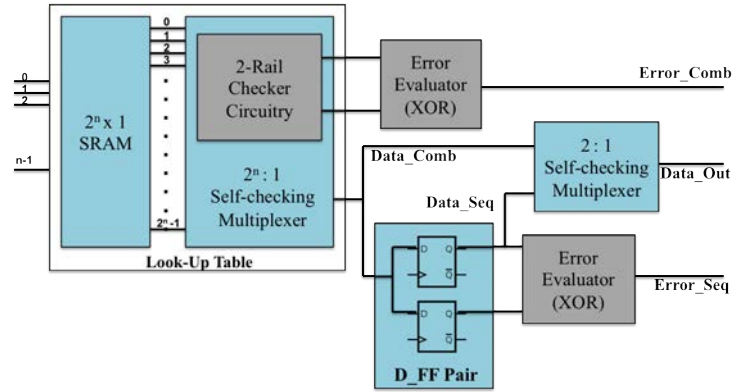 0
1
2
n-1
2ⁿ x 1
SRAM
0
1
2
3
2ⁿ-1
2-Rail
Checker
Circuitry
2ⁿ : 1
Self-checking
Multiplexer
Look-Up Table
Error
Evaluator
(XOR)
Error_Comb
Data_Comb
2 : 1
Self-checking
Multiplexer
Data_Out
Data_Seq
D Q
Q̅
D Q
Q̅
D_FF Pair
Error
Evaluator
(XOR)
Error_Seq